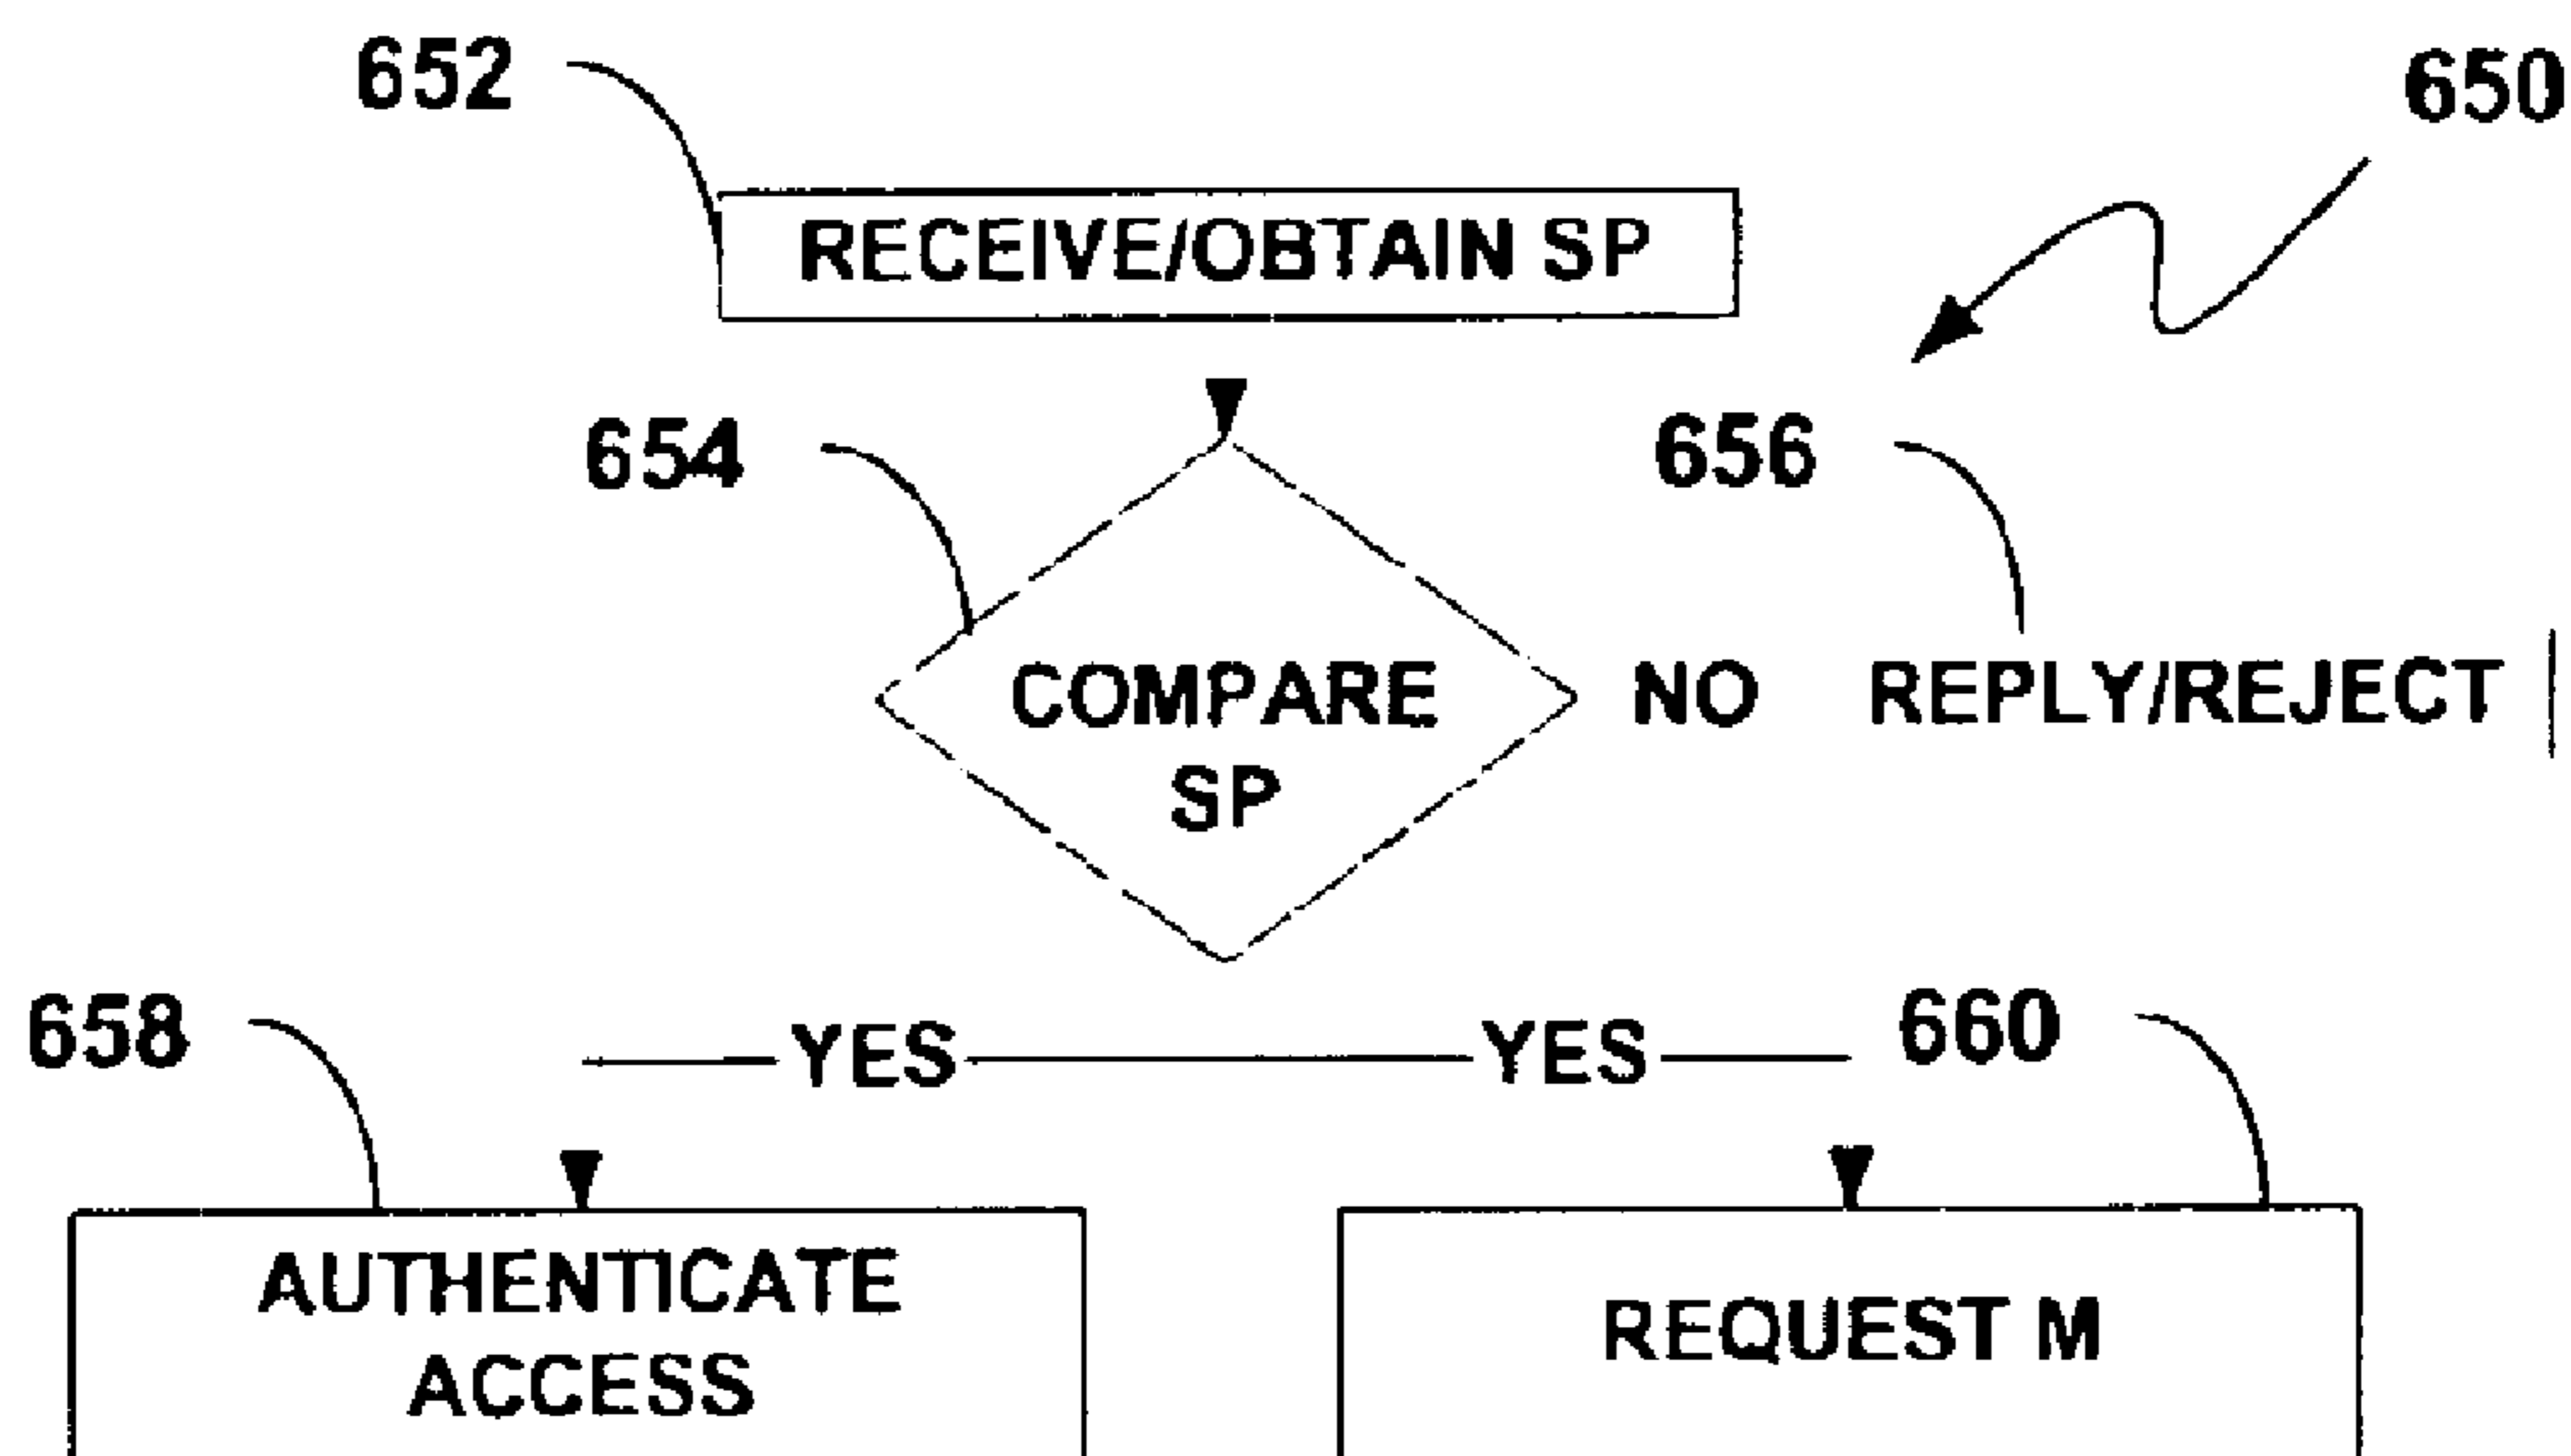 652
650
RECEIVE/OBTAIN SP
654
656
COMPARE
SP
NO
REPLY/REJECT
658
YES
YES
660
AUTHENTICATE
ACCESS
REQUEST M